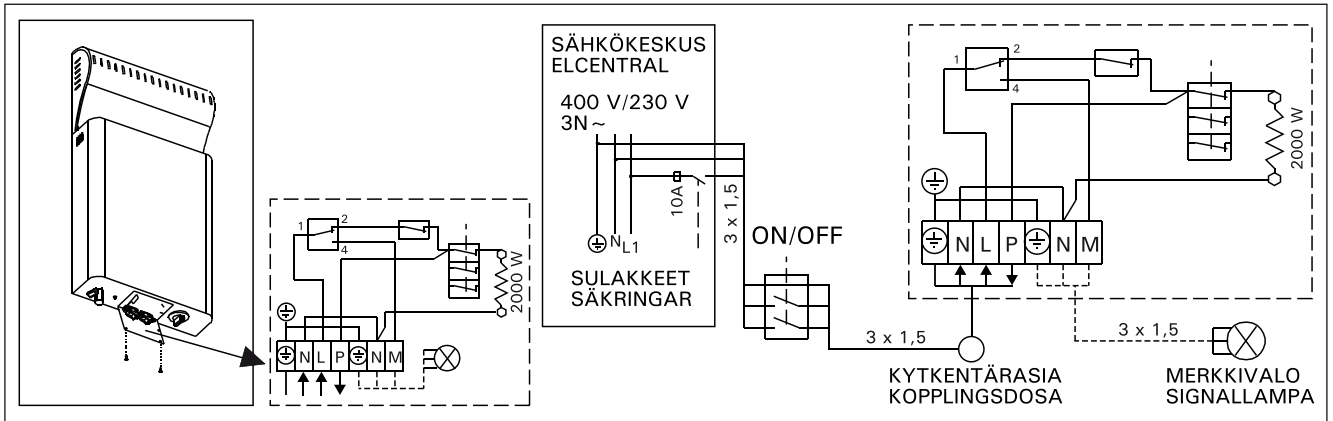 1
2
4
2000 W
N L P N M
SÄHKÖKESKUS
ELCENTRAL
400 V/230 V
3N~
10A
N L1
3 x 1,5
SULAKKEET
SÄKRINGAR
ON/OFF
3 x 1,5
KYTKENTÄRASIA
KOPPLINGSDOSA
1
2
4
2000 W
N L P N M
3 x 1,5
MERKKIVALO
SIGNALLAMPA